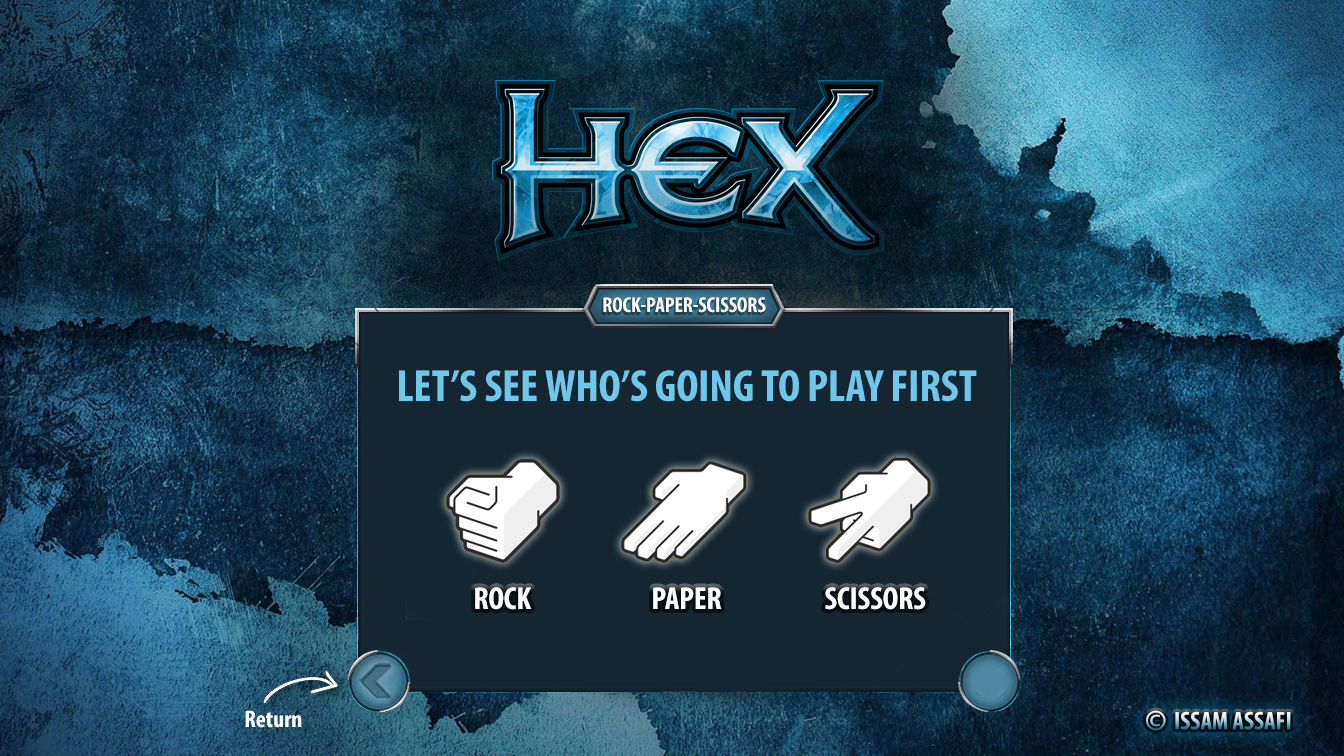 HEX
ROCK-PAPER-SCISSORS
LET'S SEE WHO'S GOING TO PLAY FIRST
ROCK
PAPER
SCISSORS
Return
© ISSAM ASSAFI